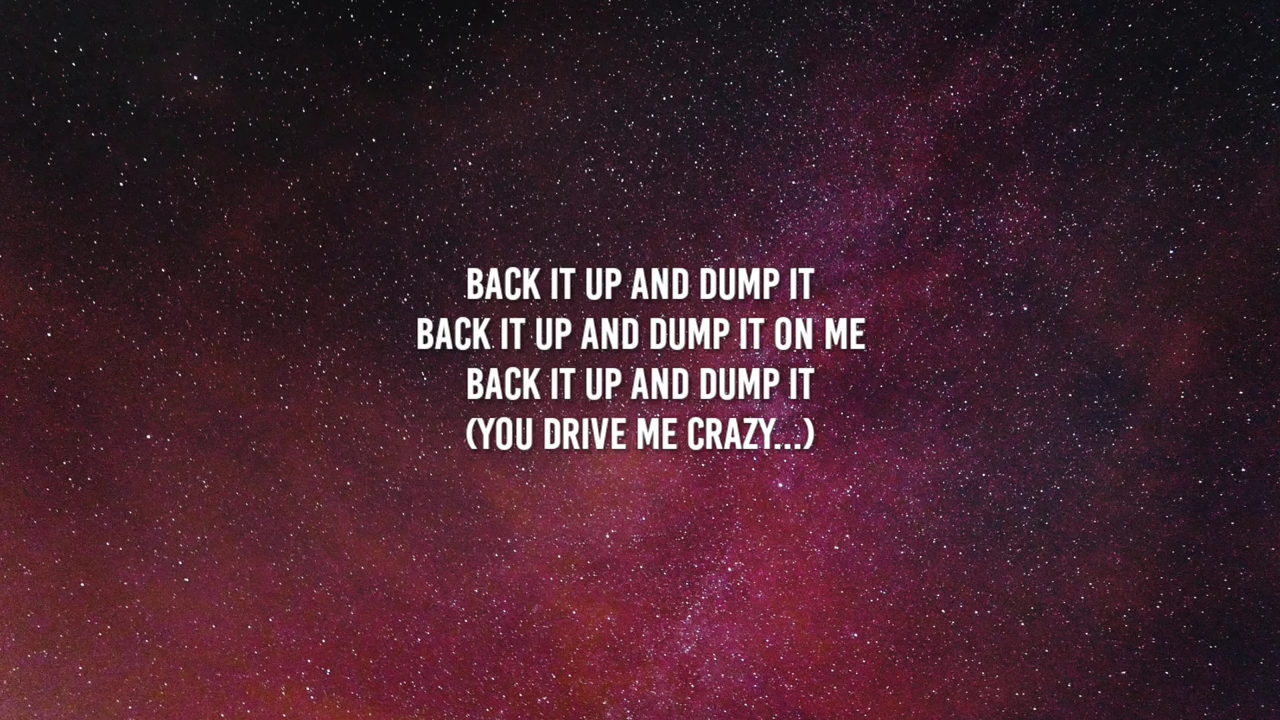 BACK IT UP AND DUMP IT
BACK IT UP AND DUMP IT ON ME
BACK IT UP AND DUMP IT
(YOU DRIVE ME CRAZY...)